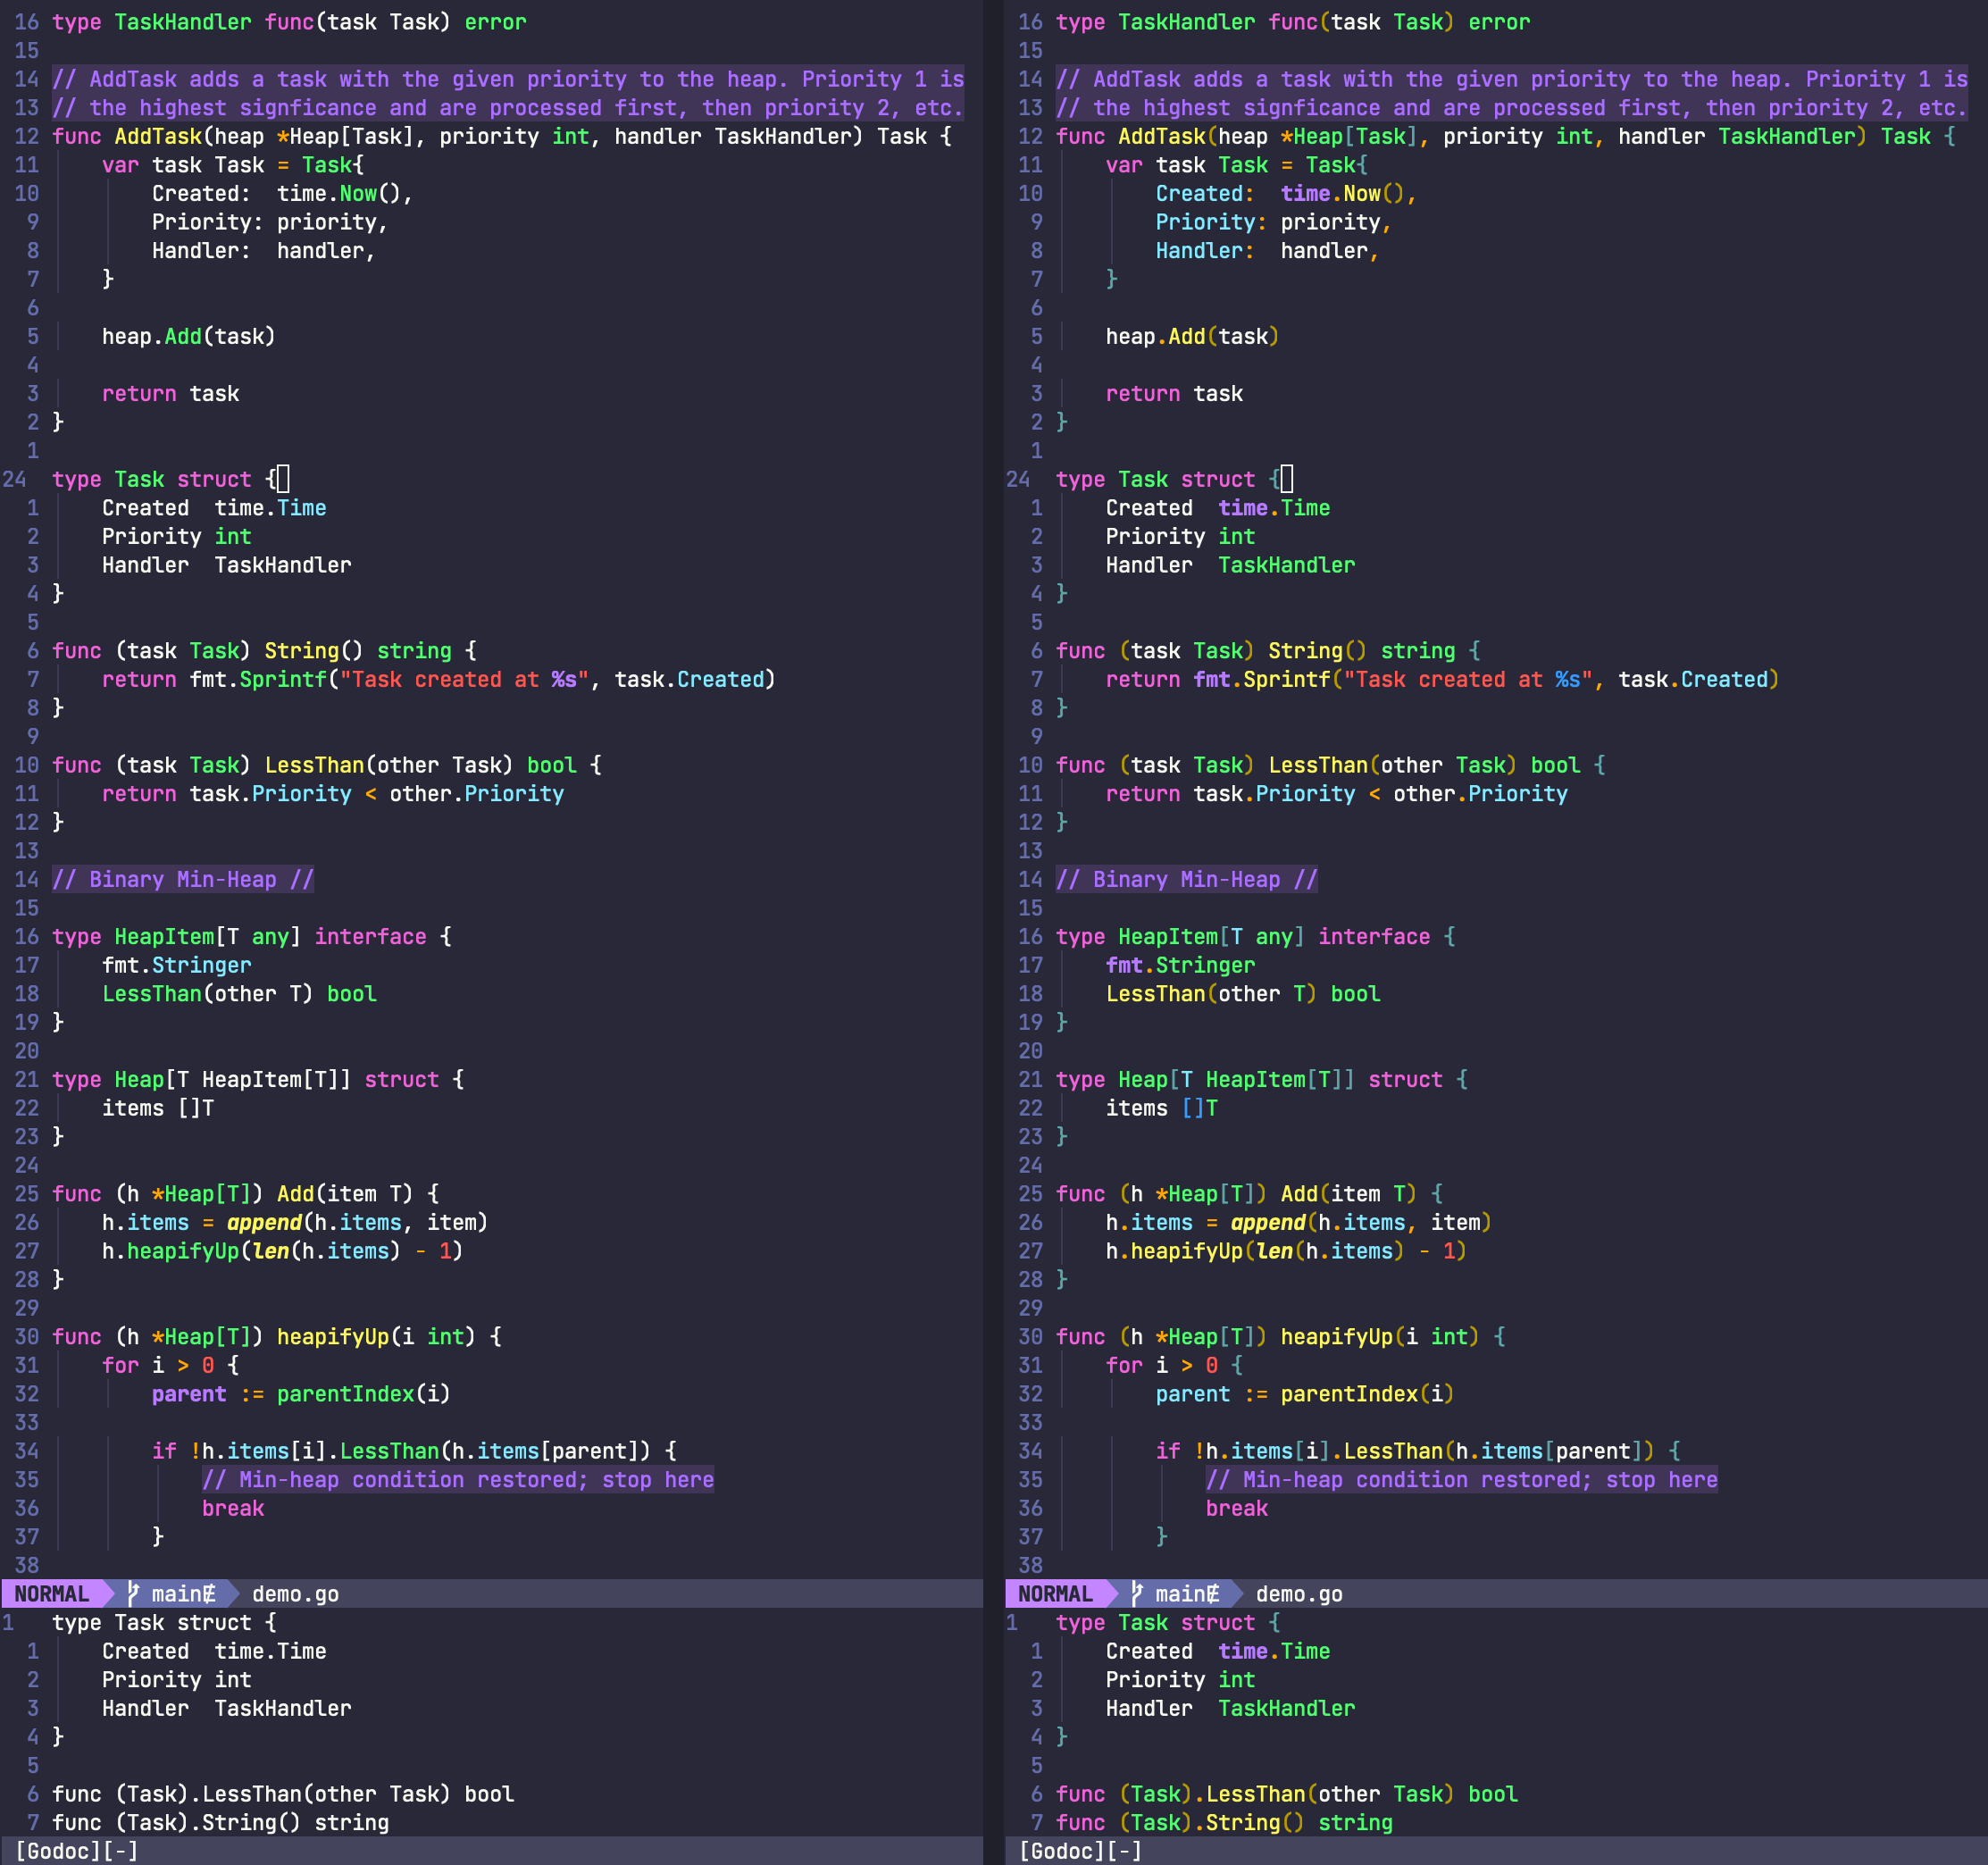 16 type TaskHandler func(task Task) error
15
14 // AddTask adds a task with the given priority to the heap. Priority 1 is
13 // the highest signficance and are processed first, then priority 2, etc.
12 func AddTask(heap *Heap[Task], priority int, handler TaskHandler) Task {
11     var task Task = Task{
10         Created:  time.Now(),
9         Priority: priority,
8         Handler:  handler,
7     }
6
5     heap.Add(task)
4
3     return task
2 }
1
24 type Task struct {
1     Created  time.Time
2     Priority int
3     Handler  TaskHandler
4 }
5
6 func (task Task) String() string {
7     return fmt.Sprintf("Task created at %s", task.Created)
8 }
9
10 func (task Task) LessThan(other Task) bool {
11     return task.Priority < other.Priority
12 }
13
14 // Binary Min-Heap //
15
16 type HeapItem[T any] interface {
17     fmt.Stringer
18     LessThan(other T) bool
19 }
20
21 type Heap[T HeapItem[T]] struct {
22     items []T
23 }
24
25 func (h *Heap[T]) Add(item T) {
26     h.items = append(h.items, item)
27     h.heapifyUp(len(h.items) - 1)
28 }
29
30 func (h *Heap[T]) heapifyUp(i int) {
31     for i > 0 {
32         parent := parentIndex(i)
33
34         if !h.items[i].LessThan(h.items[parent]) {
35             // Min-heap condition restored; stop here
36             break
37         }
38
NORMAL main demo.go
1 type Task struct {
1     Created  time.Time
2     Priority int
3     Handler  TaskHandler
4 }
5
6 func (Task).LessThan(other Task) bool
7 func (Task).String() string
[Godoc][-]
16 type TaskHandler func(task Task) error
15
14 // AddTask adds a task with the given priority to the heap. Priority 1 is
13 // the highest signficance and are processed first, then priority 2, etc.
12 func AddTask(heap *Heap[Task], priority int, handler TaskHandler) Task {
11     var task Task = Task{
10         Created:  time.Now(),
9         Priority: priority,
8         Handler:  handler,
7     }
6
5     heap.Add(task)
4
3     return task
2 }
1
24 type Task struct {
1     Created  time.Time
2     Priority int
3     Handler  TaskHandler
4 }
5
6 func (task Task) String() string {
7     return fmt.Sprintf("Task created at %s", task.Created)
8 }
9
10 func (task Task) LessThan(other Task) bool {
11     return task.Priority < other.Priority
12 }
13
14 // Binary Min-Heap //
15
16 type HeapItem[T any] interface {
17     fmt.Stringer
18     LessThan(other T) bool
19 }
20
21 type Heap[T HeapItem[T]] struct {
22     items []T
23 }
24
25 func (h *Heap[T]) Add(item T) {
26     h.items = append(h.items, item)
27     h.heapifyUp(len(h.items) - 1)
28 }
29
30 func (h *Heap[T]) heapifyUp(i int) {
31     for i > 0 {
32         parent := parentIndex(i)
33
34         if !h.items[i].LessThan(h.items[parent]) {
35             // Min-heap condition restored; stop here
36             break
37         }
38
NORMAL main demo.go
1 type Task struct {
1     Created  time.Time
2     Priority int
3     Handler  TaskHandler
4 }
5
6 func (Task).LessThan(other Task) bool
7 func (Task).String() string
[Godoc][-]